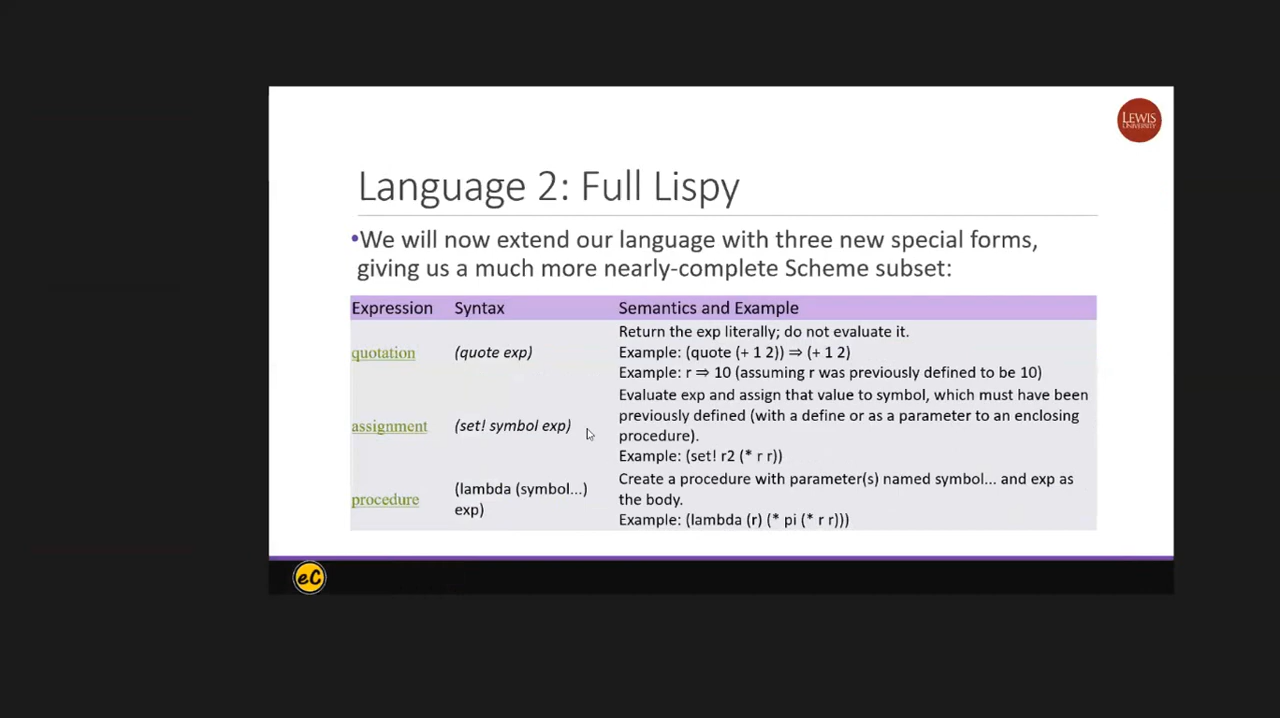 LEWIS
UNIVERSITY
Language 2: Full Lispy
•We will now extend our language with three new special forms,
giving us a much more nearly-complete Scheme subset:
Expression Syntax Semantics and Example
quotation (quote exp) Return the exp literally; do not evaluate it.
Example: (quote (+ 1 2)) ⇒ (+ 1 2)
Example: r ⇒ 10 (assuming r was previously defined to be 10)
assignment (set! symbol exp) Evaluate exp and assign that value to symbol, which must have been
previously defined (with a define or as a parameter to an enclosing
procedure).
Example: (set! r2 (* r r))
procedure (lambda (symbol...)
exp) Create a procedure with parameter(s) named symbol... and exp as
the body.
Example: (lambda (r) (* pi (* r r)))
eC